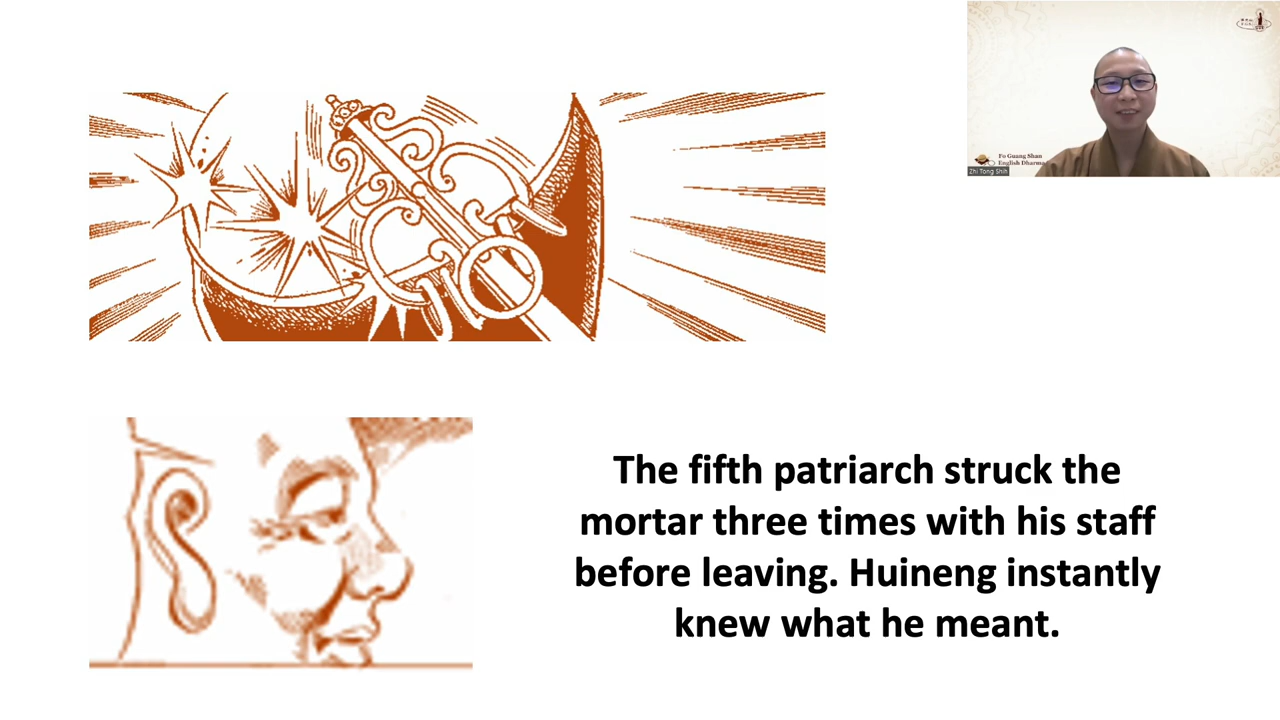 Fo Guang Shan
English Dharma
Zhi Tong Shih
The fifth patriarch struck the
mortar three times with his staff
before leaving. Huineng instantly
knew what he meant.